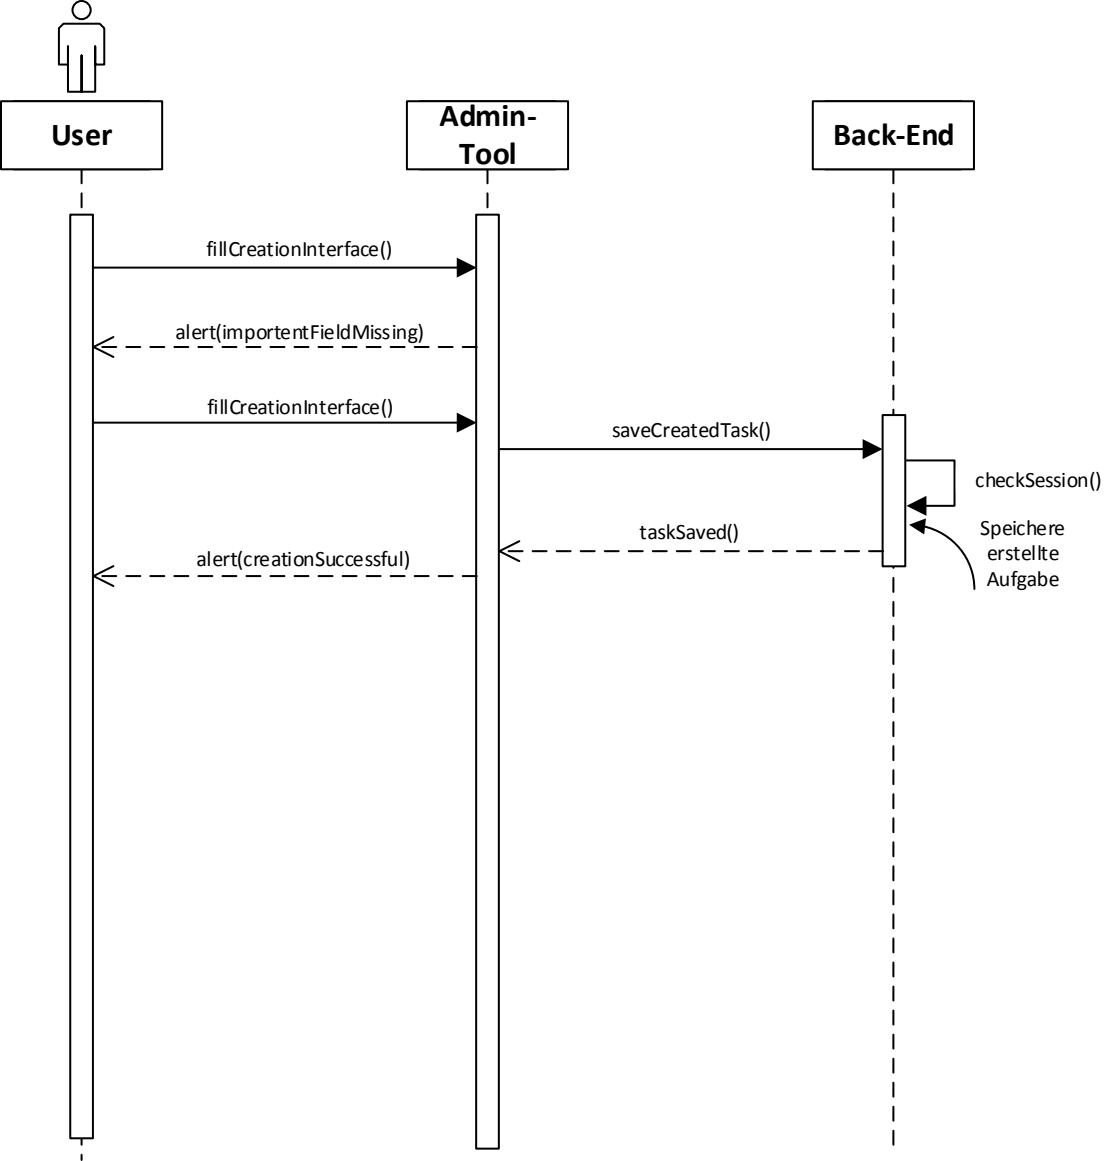 User
Admin-
Tool
Back-End
fillCreationInterface()
alert(importentFieldMissing)
fillCreationInterface()
saveCreatedTask()
checkSession()
Speichere
erstellte
Aufgabe
taskSaved()
alert(creationSuccessful)